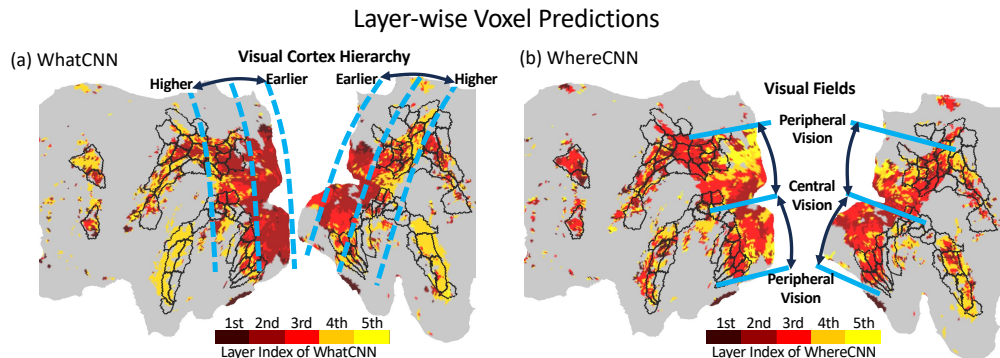 Layer-wise Voxel Predictions
(a) WhatCNN
Visual Cortex Hierarchy
Higher
Earlier
Earlier
Higher
1st 2nd 3rd 4th 5th
Layer Index of WhatCNN
(b) WhereCNN
Visual Fields
Peripheral
Vision
Central
Vision
Peripheral
Vision
1st 2nd 3rd 4th 5th
Layer Index of WhereCNN